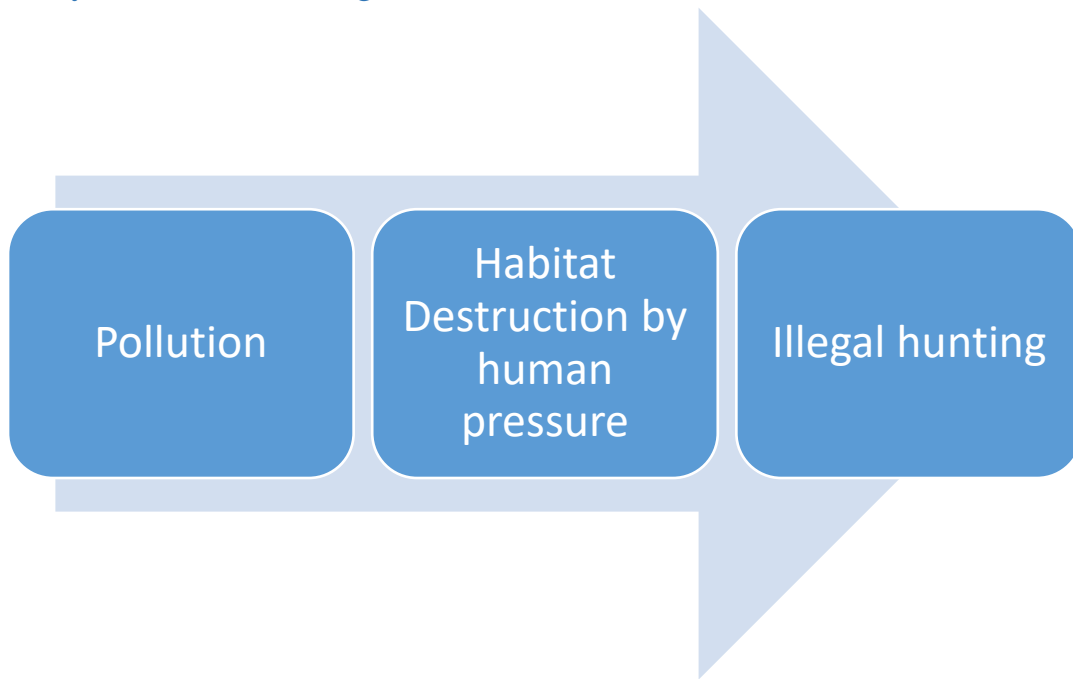 Pollution
Habitat
Destruction by
human
pressure
Illegal hunting